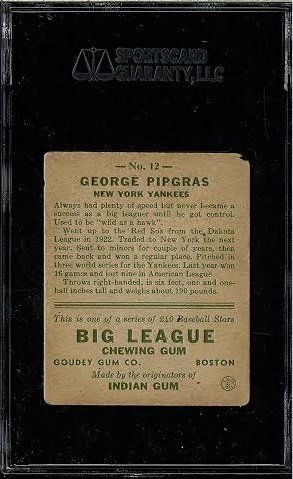 SPORTSCARD
GUARANTY, LLC
— No. 12 —
GEORGE PIPGRAS
NEW YORK YANKEES
Always had plenty of speed but never became a
success as a big leaguer until he got control.
Used to be "wild as a hawk".
Went up to the Red Sox from the Dakota
League in 1922. Traded to New York the next
year. Sent to minors for couple of years, then
came back and won a regular place. Pitched in
three world series for the Yankees. Last year won
16 games and lost nine in American League.
Throws right-handed, is six feet, one and one-
half inches tall and weighs about 190 pounds.
This is one of a series of 240 Baseball Stars
BIG LEAGUE
CHEWING GUM
GOUDEY GUM CO. BOSTON
Made by the originators of
INDIAN GUM